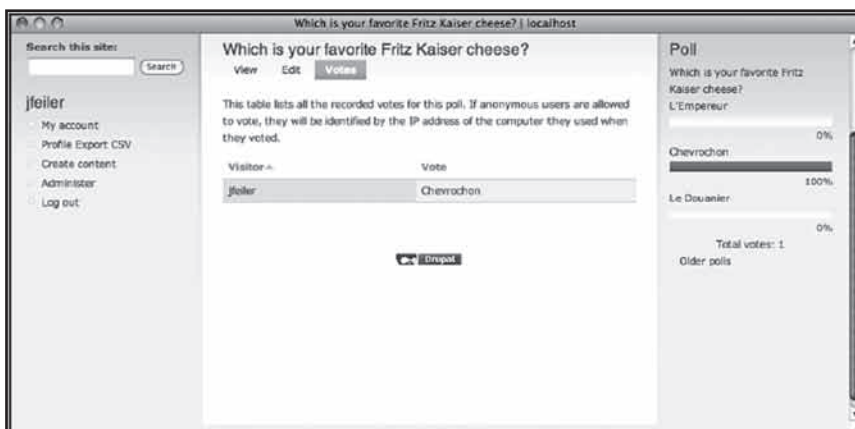 Which is your favorite Fritz Kaiser cheese? | localhost
Search this site:
Search
jfeiler
My account
Profile Export CSV
Create content
Administer
Log out
Which is your favorite Fritz Kaiser cheese?
View Edit Votes
This table lists all the recorded votes for this poll. If anonymous users are allowed
to vote, they will be identified by the IP address of the computer they used when
they voted.
Visitor Vote
jfeiler Chevrochon
Drupal
Poll
Which is your favorite Fritz
Kaiser cheese?
L'Empereur
0%
Chevrochon
100%
Le Douanier
0%
Total votes: 1
Older polls